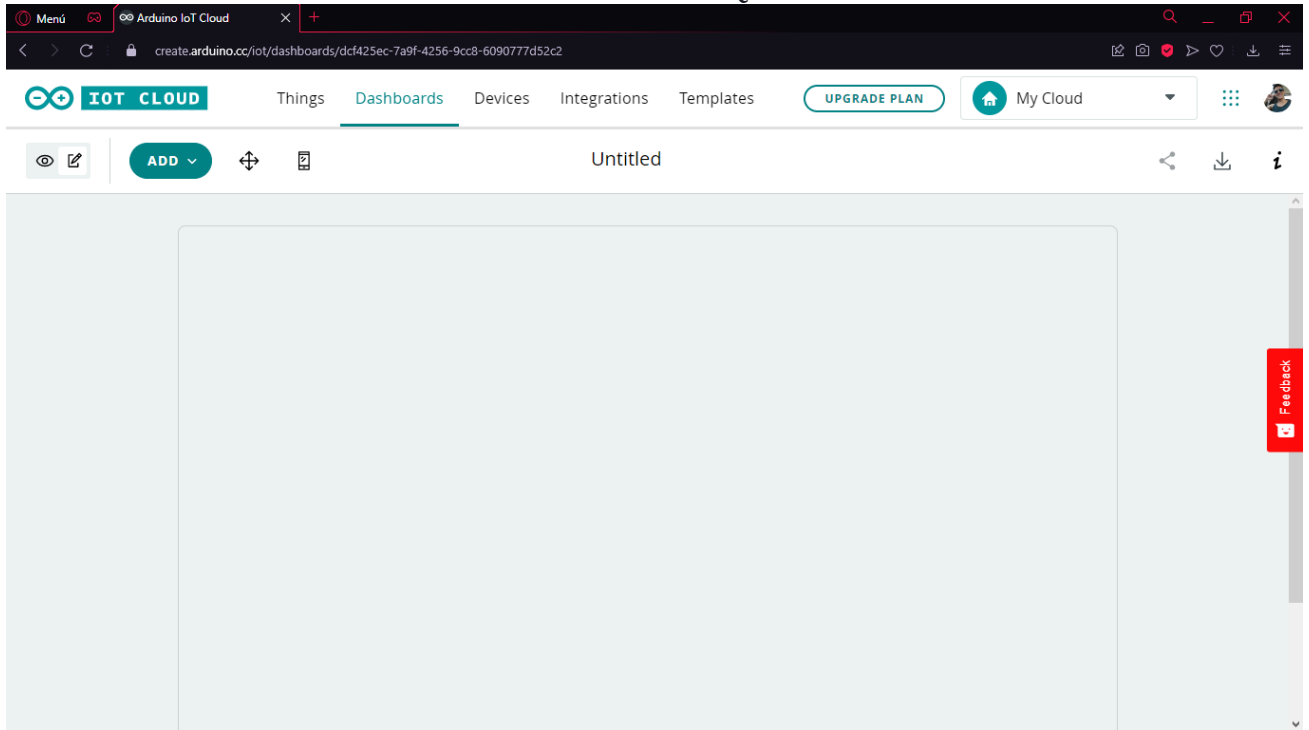 Menú
Arduino IoT Cloud
create.arduino.cc/iot/dashboards/dcf425ec-7a9f-4256-9cc8-6090777d52c2
IOT CLOUD
Things
Dashboards
Devices
Integrations
Templates
UPGRADE PLAN
My Cloud
ADD
Untitled
i
Feedback